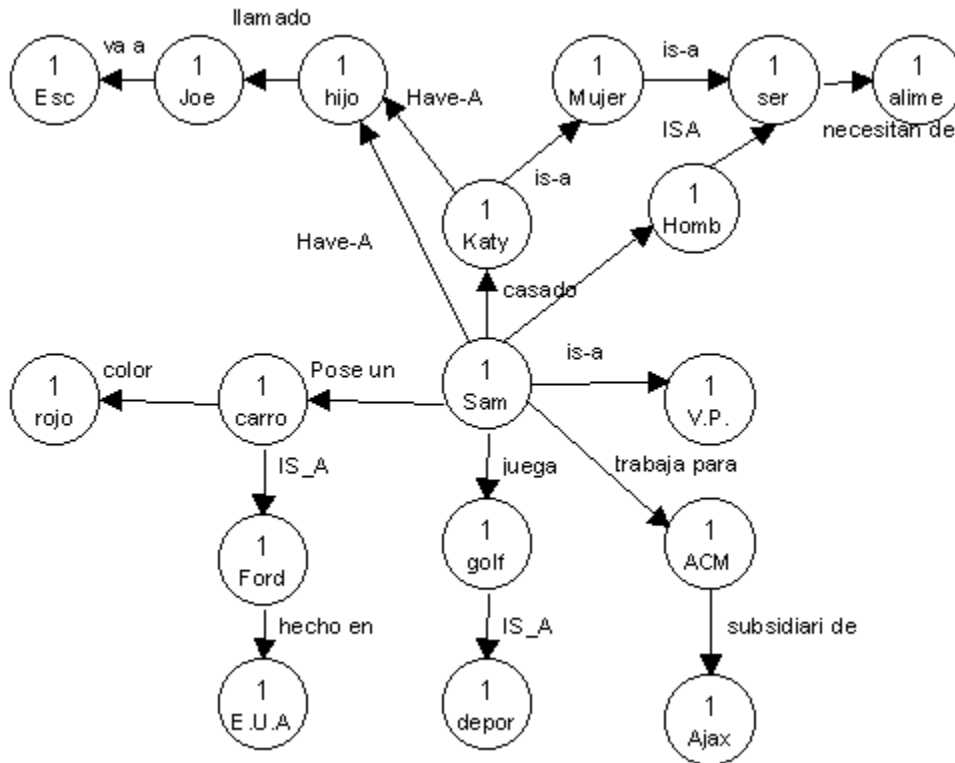 llamado
va a
is-a
1
Esc
1
Joe
1
hijo
Have-A
1
Mujer
1
ser
1
alime
necesitan de
ISA
is-a
1
Katy
1
Homb
Have-A
casado
is-a
1
Sam
1
V.P.
color
Pose un
1
rojo
1
carro
IS_A
juega
trabaja para
1
Ford
1
golf
1
ACM
hecho en
IS_A
subsidiari de
1
E.U.A
1
depor
1
Ajax